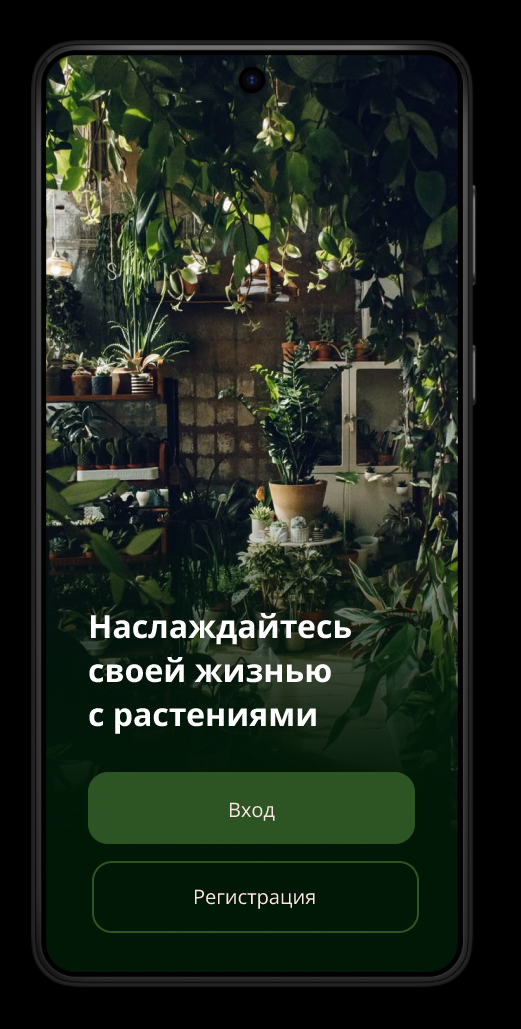 Наслаждайтесь
своей жизнью
с растениями
Вход
Регистрация